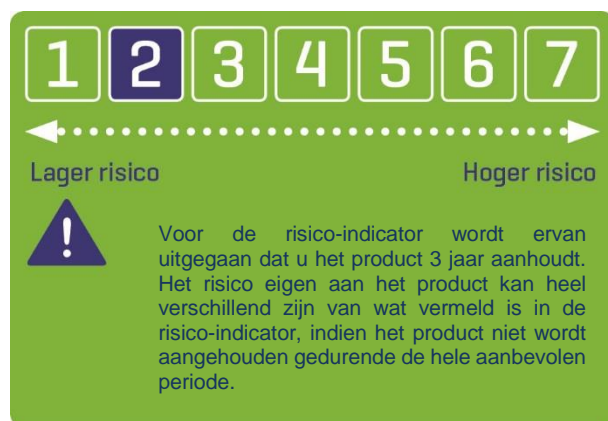 1 2 3 4 5 6 7
Lager risico Hoger risico
!
Voor de risico-indicator wordt ervan
uitgegaan dat u het product 3 jaar aanhoudt.
Het risico eigen aan het product kan heel
verschillend zijn van wat vermeld is in de
risico-indicator, indien het product niet wordt
aangehouden gedurende de hele aanbevolen
periode.